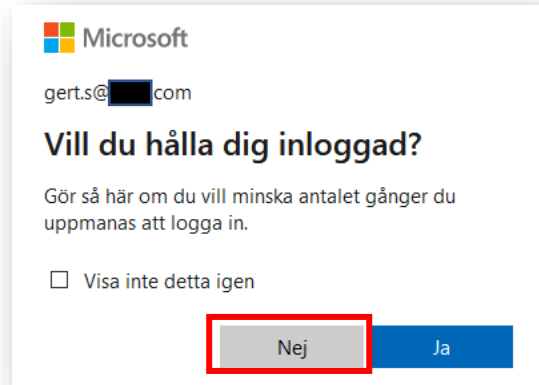 Microsoft
gert.s@ com
Vill du hålla dig inloggad?
Gör så här om du vill minska antalet gånger du
uppmanas att logga in.
Visa inte detta igen
Nej
Ja